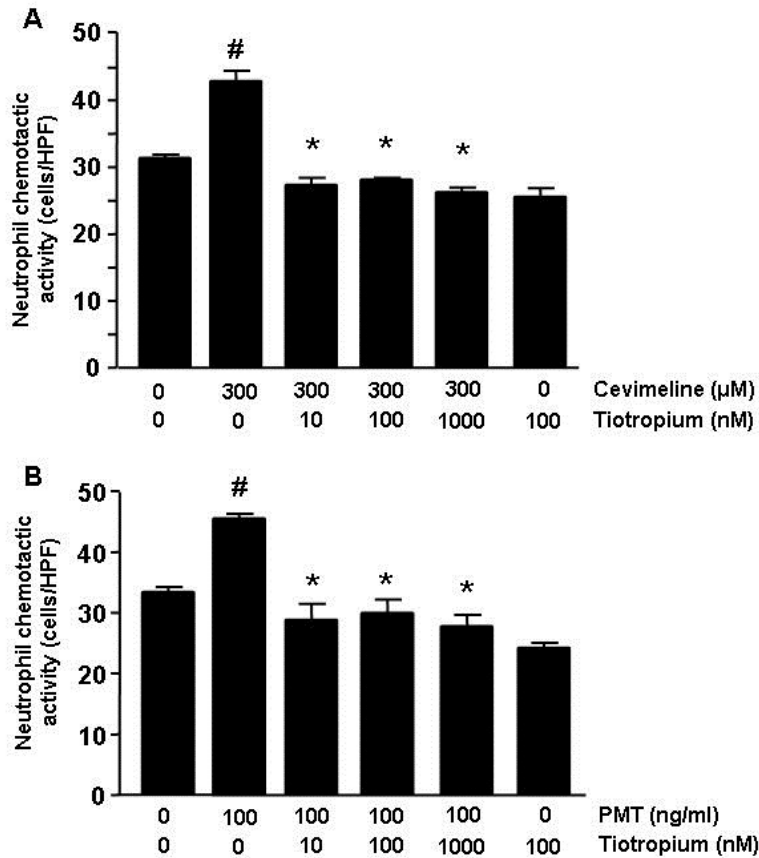 A
50
#
40
* * *
30
20
10
0
Neutrophil chemotactic
activity (cells/HPF)
0 300 300 300 300 0 Cevimeline (µM)
0 0 10 100 1000 100 Tiotropium (nM)
B
50
#
40
* * *
30
20
10
0
Neutrophil chemotactic
activity (cells/HPF)
0 100 100 100 100 0 PMT (ng/ml)
0 0 10 100 1000 100 Tiotropium (nM)